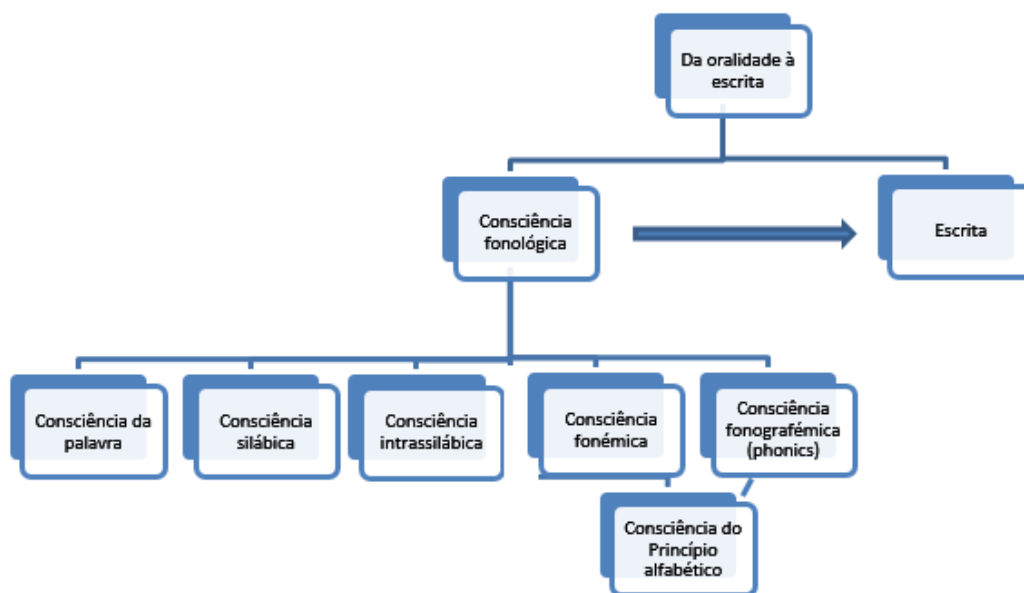 Da oralidade à
escrita
Consciência
fonológica
Escrita
Consciência da
palavra
Consciência
silábica
Consciência
intrassilábica
Consciência
fonémica
Consciência
fonografémica
(phonics)
Consciência do
Princípio
alfabético